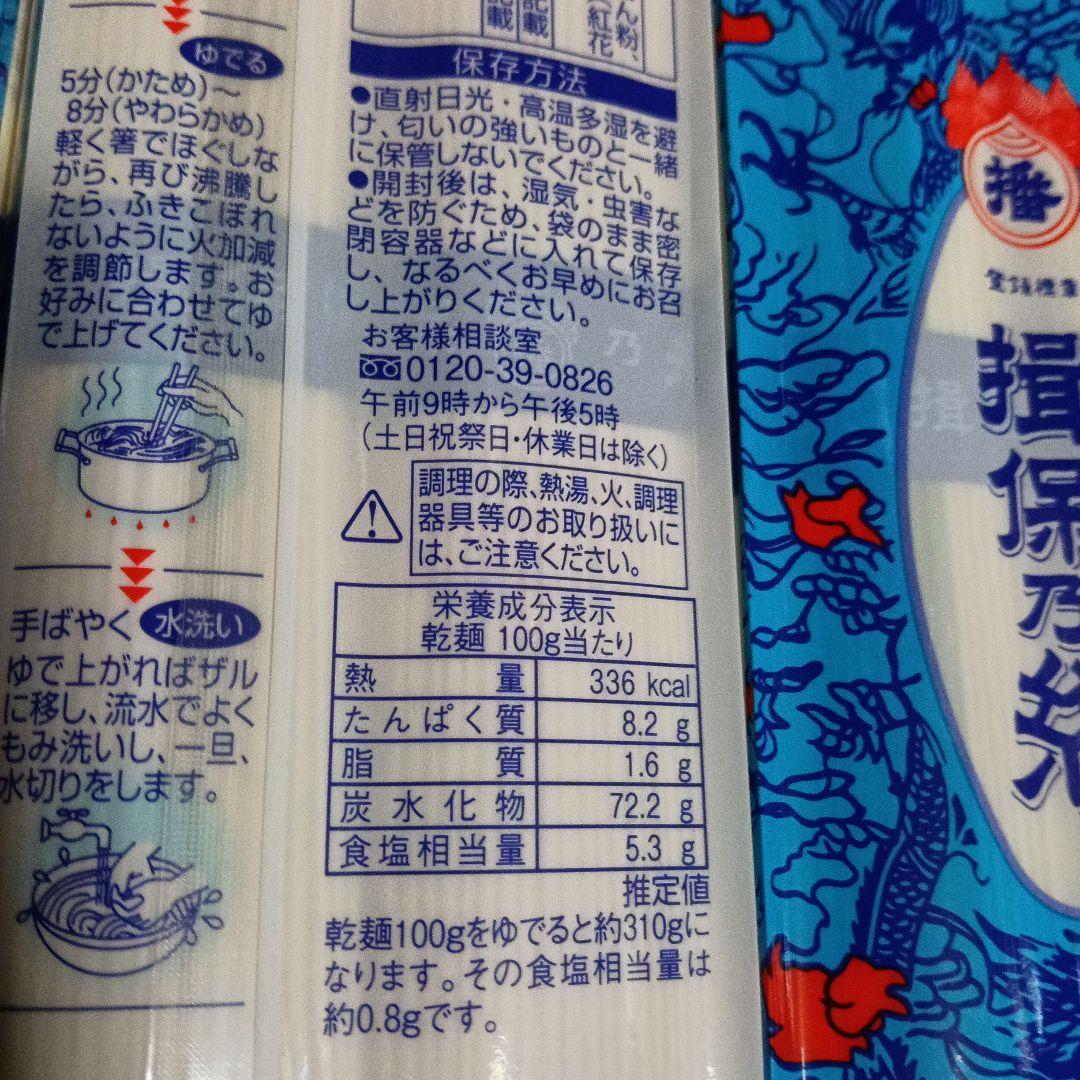 ゆでる
5分(かため)〜
8分(やわらかめ)
軽く箸でほぐしな
がら、再び沸騰し
たら、ふきこぼれ
ないように火加減
を調節します。お
好みに合わせてゆ
で上げてください。
手ばやく 水洗い
ゆで上がればザル
に移し、流水でよく
もみ洗いし、一旦、
水切りをします。
ん粉、
(紅花
記載
記載
保存方法
●直射日光・高温多湿を避
け、匂いの強いものと一緒
に保管しないでください。
●開封後は、湿気・虫害な
どを防ぐため、袋のまま密
閉容器などに入れて保存
し、なるべくお早めにお召
し上がりください。
お客様相談室
0120-39-0826
午前9時から午後5時
(土日祝祭日・休業日は除く)
調理の際、熱湯、火、調理
器具等のお取り扱いに
は、ご注意ください。
栄養成分表示
乾麺 100g当たり
熱量 336 kcal
たんぱく質 8.2 g
脂質 1.6 g
炭水化物 72.2 g
食塩相当量 5.3 g
推定値
乾麺100gをゆでると約310gに
なります。その食塩相当量は
約0.8gです。
播
揖保乃糸
乃
揖